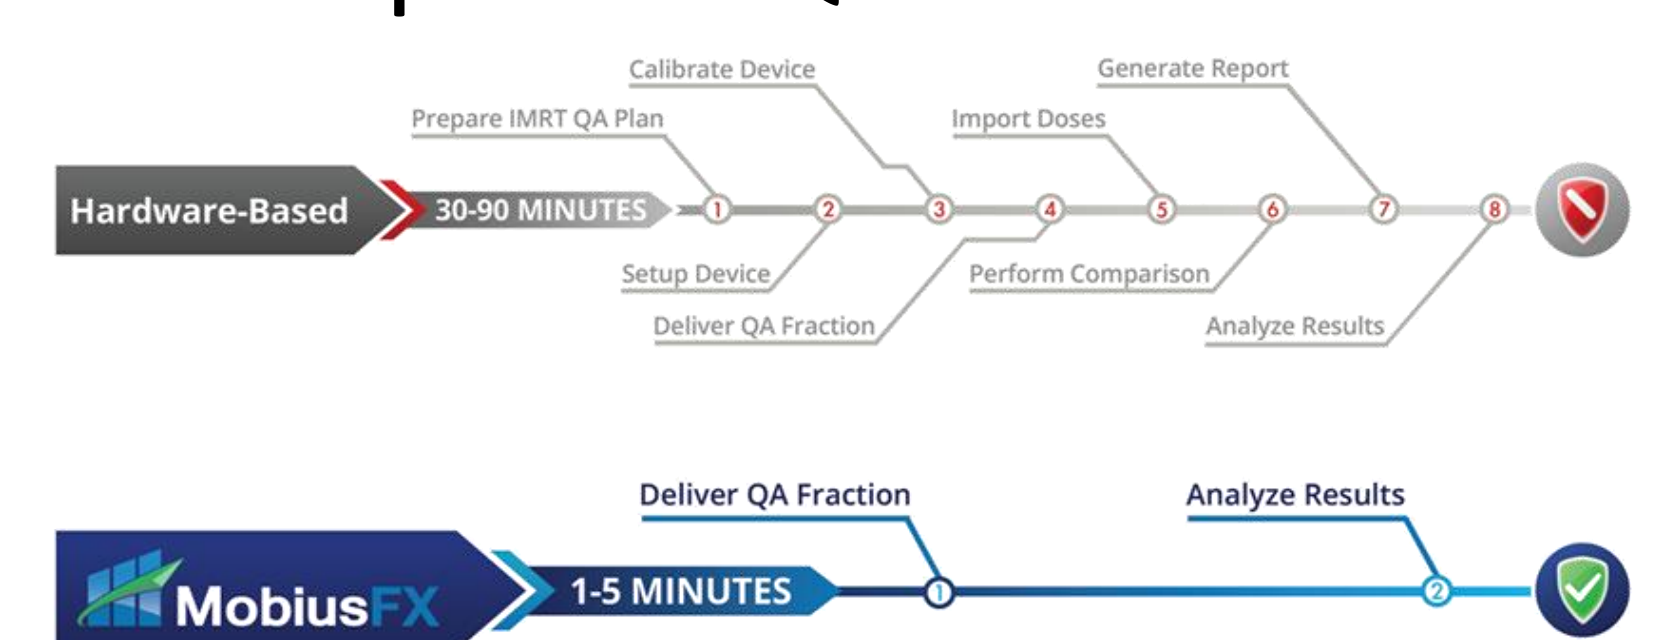 Calibrate Device
Generate Report
Prepare IMRT QA Plan
Import Doses
Hardware-Based
30-90 MINUTES
1
2
3
4
5
6
7
8
Setup Device
Perform Comparison
Deliver QA Fraction
Analyze Results
Deliver QA Fraction
Analyze Results
MobiusFX
1-5 MINUTES
1
2